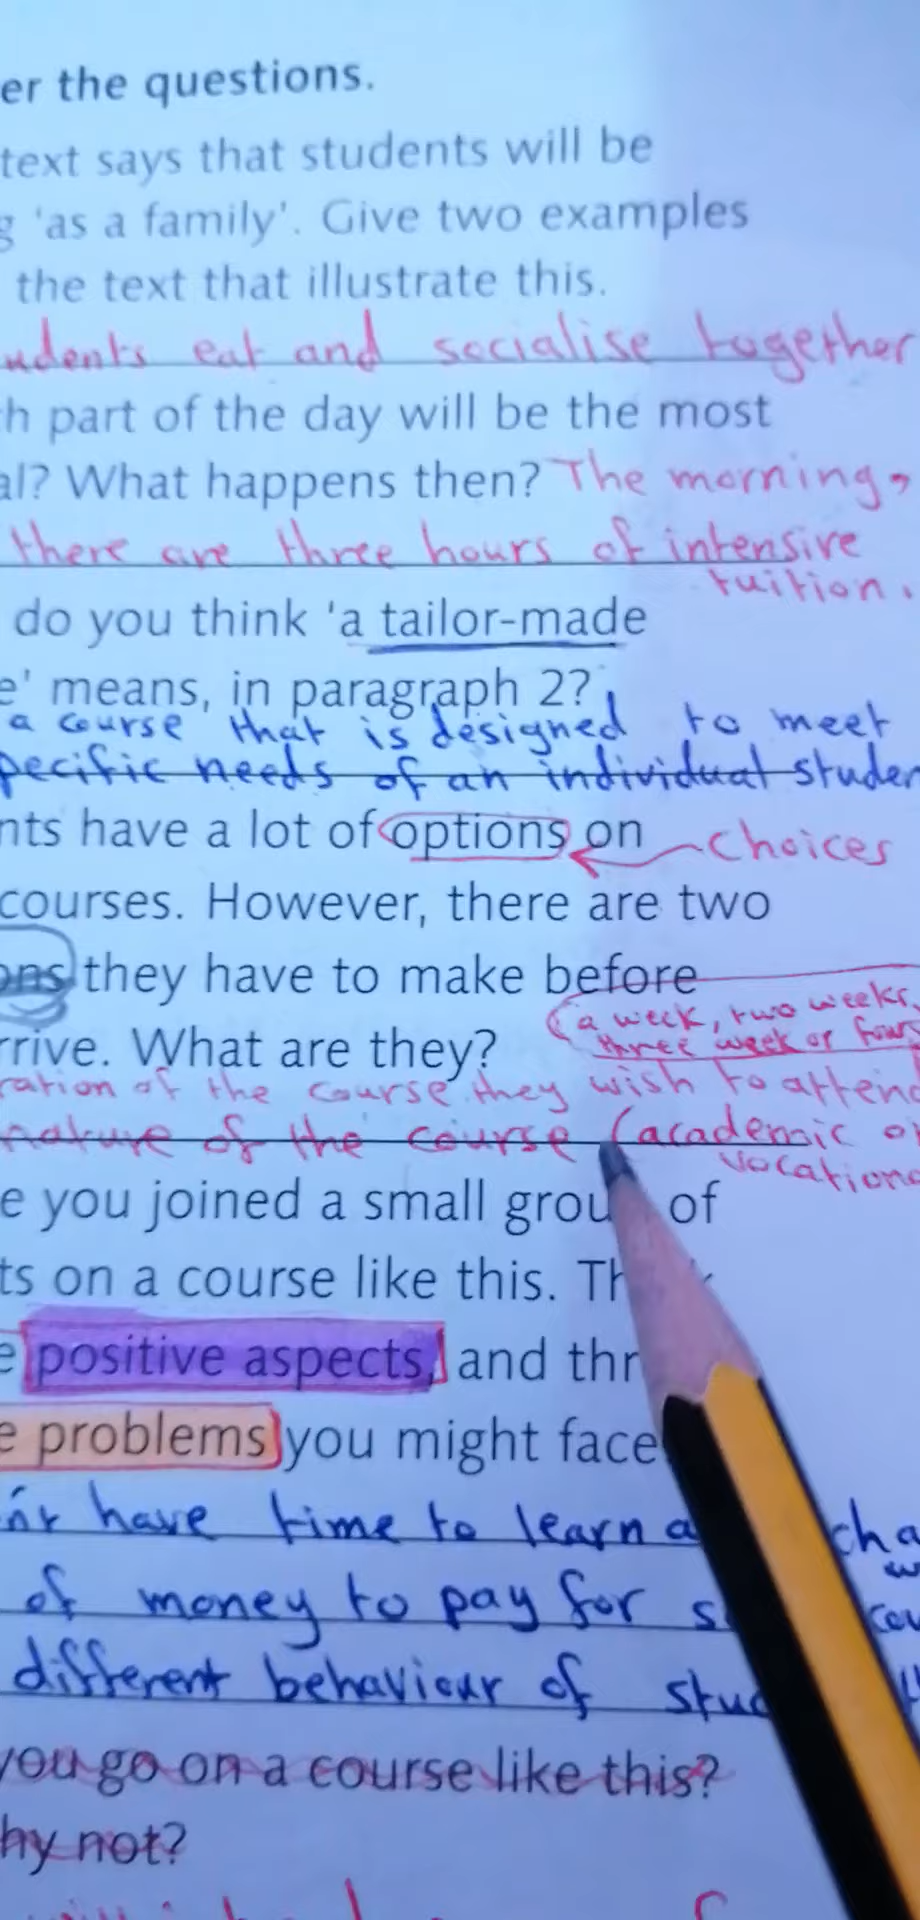 er the questions.
text says that students will be
g 'as a family'. Give two examples
the text that illustrate this.
udents eat and socialise together
h part of the day will be the most
al? What happens then? The morning,
there are three hours of intensive
tuition.
do you think 'a tailor-made
e' means, in paragraph 2?
a course that is designed to meet
pecific needs of an individual studen
nts have a lot of options on choices
courses. However, there are two
ons they have to make before
(a week, two weeks,
rrive. What are they? three week or four
ration of the course they wish to attend
nature of the course (academic or
vocationa
e you joined a small grou of
ts on a course like this. Th
e positive aspects, and thr
e problems you might face
n't have time to learn a cha
of money to pay for s cou
different behaviour of stud
you go on a course like this?
hy not?